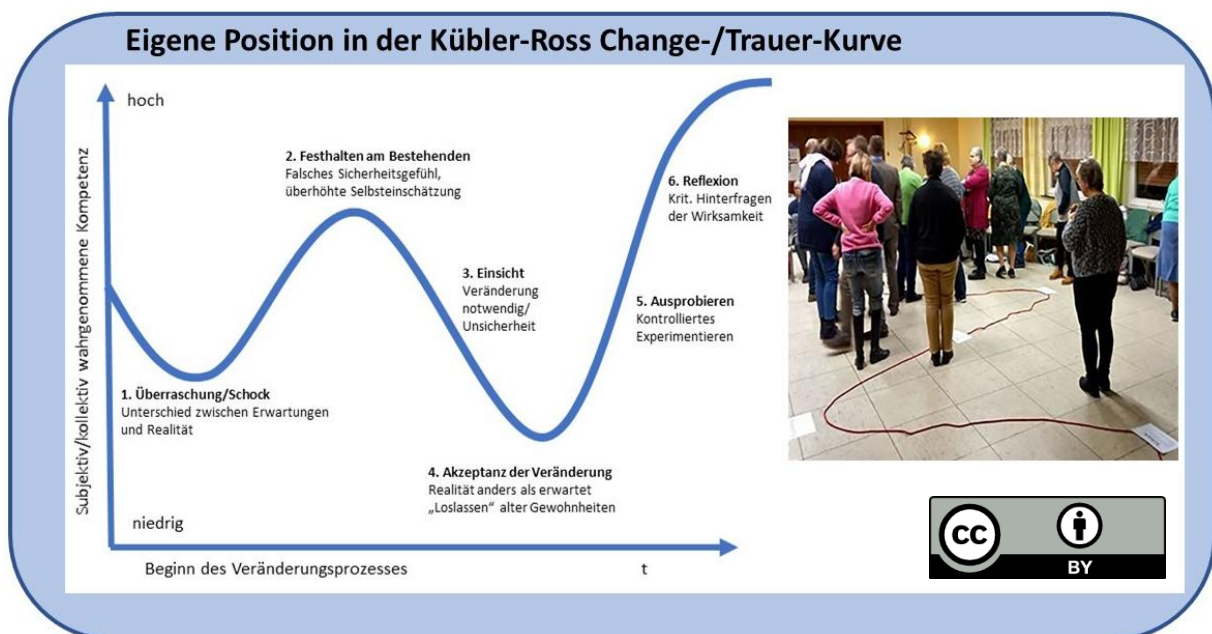 Eigene Position in der Kübler-Ross Change-/Trauer-Kurve
Subjektiv/kollektiv wahrgenommene Kompetenz
hoch
2. Festhalten am Bestehenden
Falsches Sicherheitsgefühl,
überhöhte Selbsteinschätzung
6. Reflexion
Krit. Hinterfragen
der Wirksamkeit
3. Einsicht
Veränderung
notwendig/
Unsicherheit
5. Ausprobieren
Kontrolliertes
Experimentieren
1. Überraschung/Schock
Unterschied zwischen Erwartungen
und Realität
4. Akzeptanz der Veränderung
Realität anders als erwartet
„Loslassen“ alter Gewohnheiten
niedrig
Beginn des Veränderungsprozesses
t
CC
BY